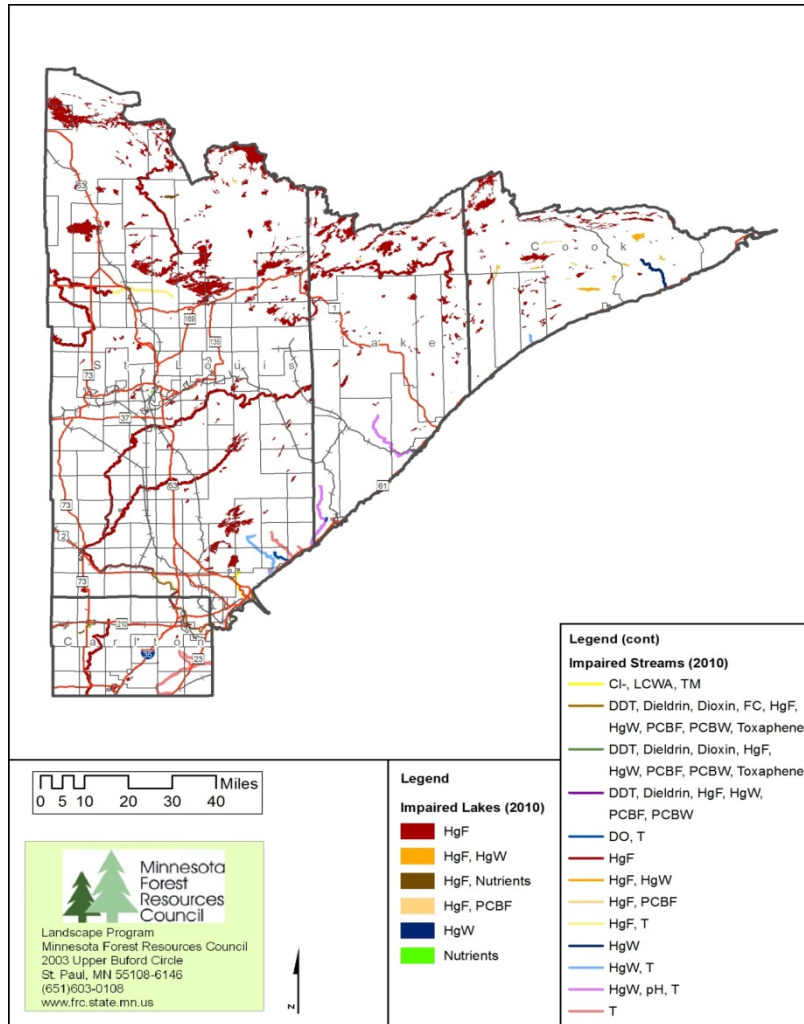 53
C o o k
1
169
135
L a k e
S t L o u i s
73
37
61
53
73
2
73
210
C a r l t o n
35
23
Miles
0 5 10 20 30 40
Minnesota
Forest
Resources
Council
Landscape Program
Minnesota Forest Resources Council
2003 Upper Buford Circle
St. Paul, MN 55108-6146
(651)603-0108
www.frc.state.mn.us
N
Legend
Impaired Lakes (2010)
HgF
HgF, HgW
HgF, Nutrients
HgF, PCBF
HgW
Nutrients
Legend (cont)
Impaired Streams (2010)
Cl-, LCWA, TM
DDT, Dieldrin, Dioxin, FC, HgF,
HgW, PCBF, PCBW, Toxaphene
DDT, Dieldrin, Dioxin, HgF,
HgW, PCBF, PCBW, Toxaphene
DDT, Dieldrin, HgF, HgW,
PCBF, PCBW
DO, T
HgF
HgF, HgW
HgF, PCBF
HgF, T
HgW
HgW, T
HgW, pH, T
T